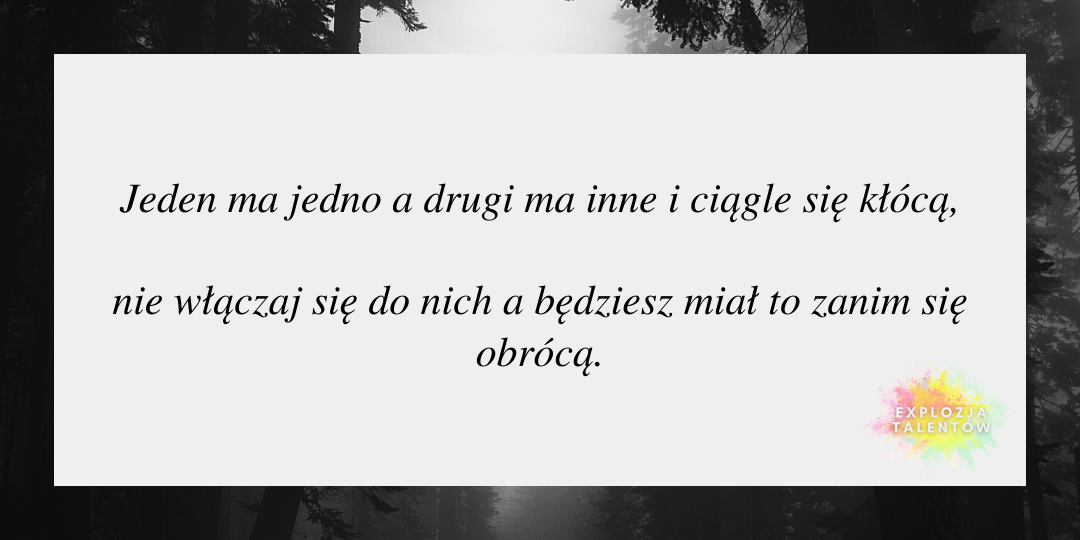 Jeden ma jedno a drugi ma inne i ciągle się kłócą,
nie włączaj się do nich a będziesz miał to zanim się
obrócą.
EXPLOZJA
TALENTÓW